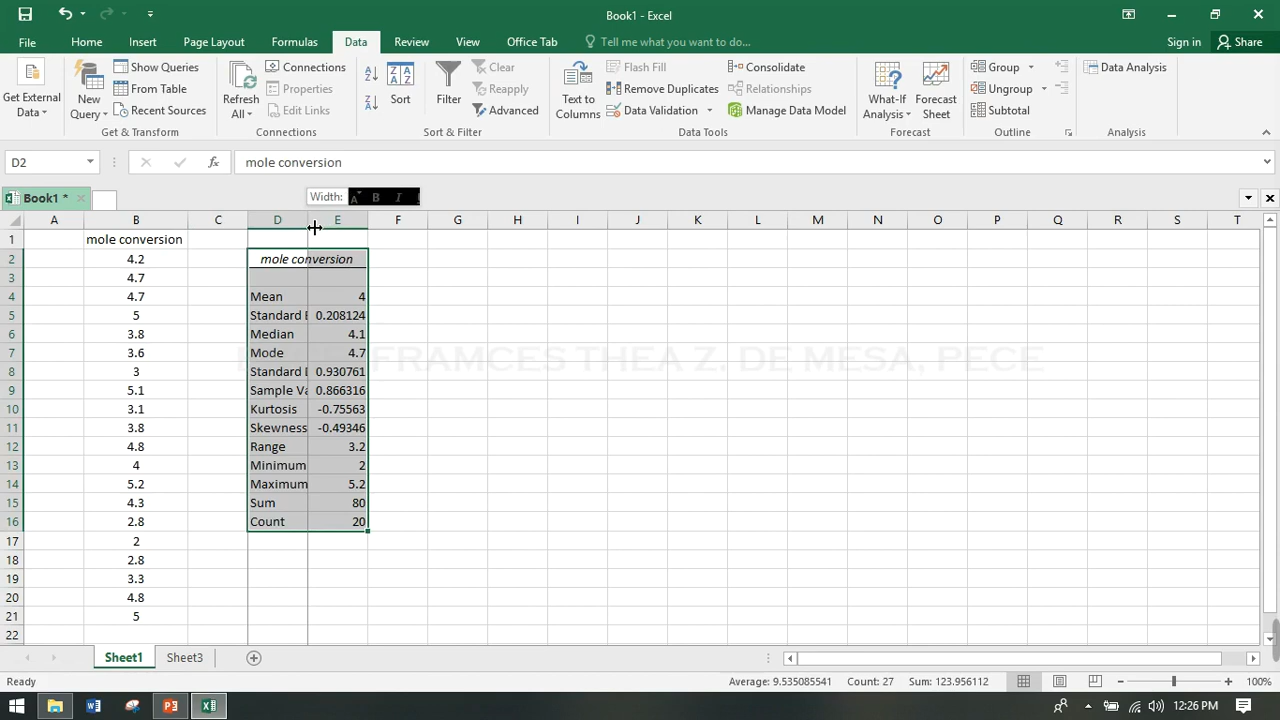 Book1 - Excel
File Home Insert Page Layout Formulas Data Review View Office Tab Tell me what you want to do... Sign in Share
Get External Data
New Query
Show Queries
From Table
Recent Sources
Get & Transform
Refresh All
Connections
Properties
Edit Links
Connections
Sort
Filter
Clear
Reapply
Advanced
Sort & Filter
Text to Columns
Flash Fill
Remove Duplicates
Data Validation
Consolidate
Relationships
Manage Data Model
Data Tools
What-If Analysis
Forecast Sheet
Forecast
Group
Ungroup
Subtotal
Outline
Data Analysis
Analysis
D2 fx mole conversion
Book1 *
Width: A B I
A B C D E F G H I J K L M N O P Q R S T
1 mole conversion
2 4.2 mole conversion
3 4.7
4 4.7 Mean 4
5 5 Standard E 0.208124
6 3.8 Median 4.1
7 3.6 Mode 4.7
8 3 Standard D 0.930761
9 5.1 Sample Va 0.866316
10 3.1 Kurtosis -0.75563
11 3.8 Skewness -0.49346
12 4.8 Range 3.2
13 4 Minimum 2
14 5.2 Maximum 5.2
15 4.3 Sum 80
16 2.8 Count 20
17 2
18 2.8
19 3.3
20 4.8
21 5
22
FRAMCES THEA Z. DE MESA, PECE
Sheet1 Sheet3
Ready Average: 9.535085541 Count: 27 Sum: 123.956112 100%
12:26 PM